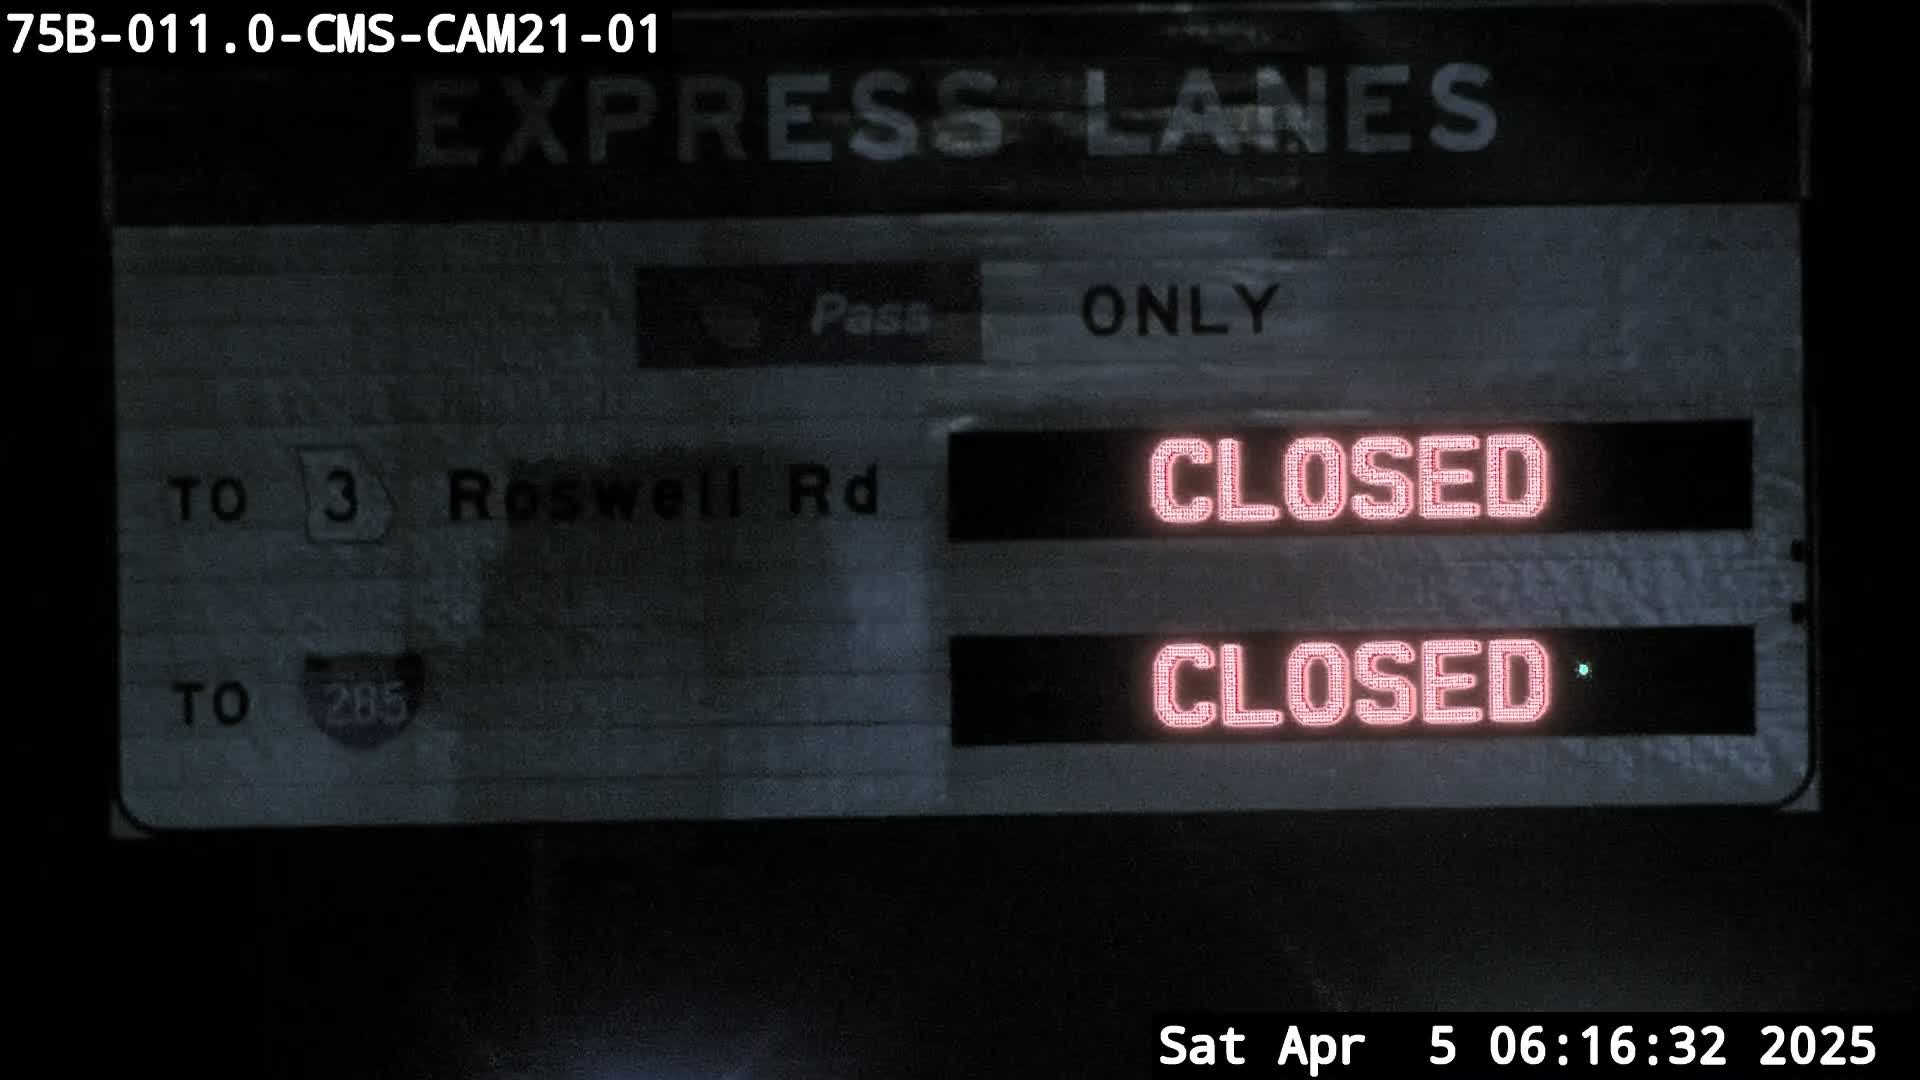 75B-011.0-CMS-CAM21-01
EXPRESS LANES
Pass ONLY
TO 3 Roswell Rd CLOSED
TO 285 CLOSED
Sat Apr 5 06:16:32 2025